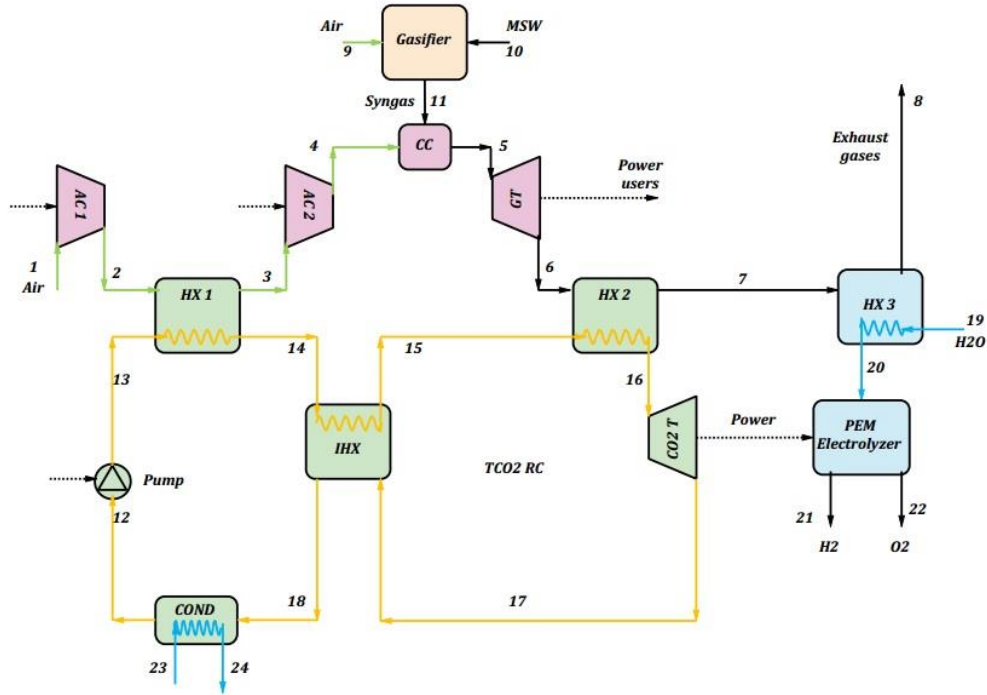 Air
MSW
9
Gasifier
10
Syngas
11
8
4
CC
5
Exhaust
gases
Power
users
AC 1
AC 2
GT
1
2
3
6
7
Air
HX 1
HX 2
HX 3
19
H2O
13
14
15
16
20
IHX
TCO2 RC
CO2 T
Power
PEM
Electrolyzer
Pump
12
21
22
H2
O2
18
17
COND
23
24